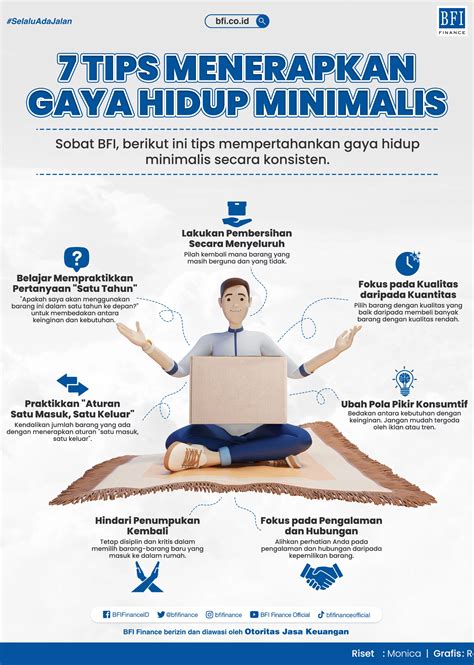 #SelaluAdaJalan
bfi.co.id
BFI
FINANCE
7 TIPS MENERAPKAN
GAYA HIDUP MINIMALIS
Sobat BFI, berikut ini tips mempertahankan gaya hidup
minimalis secara konsisten.
Lakukan Pembersihan
Secara Menyeluruh
Pilah kembali mana barang yang
masih berguna dan yang tidak.
Belajar Mempraktikkan
Pertanyaan "Satu Tahun"
"Apakah saya akan menggunakan
barang ini dalam satu tahun ke depan?"
untuk membedakan antara
keinginan dan kebutuhan.
Fokus pada Kualitas
daripada Kuantitas
Pilih barang dengan kualitas yang
baik daripada membeli banyak
barang dengan kualitas rendah.
Praktikkan "Aturan
Satu Masuk, Satu Keluar"
Kendalikan jumlah barang yang ada
dengan menerapkan aturan "satu masuk,
satu keluar".
Ubah Pola Pikir Konsumtif
Bedakan antara kebutuhan dengan
keinginan. Jangan mudah tergoda
oleh iklan atau tren.
Hindari Penumpukan
Kembali
Tetap disiplin dan kritis dalam
memilih barang-barang baru yang
masuk ke dalam rumah.
Fokus pada Pengalaman
dan Hubungan
Alihkan perhatian Anda pada
pengalaman dan hubungan daripada
kepemilikan barang.
BFIFinanceID
@bfifinance
bfifinance
BFI Finance Official
bfifinanceofficial
BFI Finance berizin dan diawasi oleh Otoritas Jasa Keuangan
Riset : Monica | Grafis: R